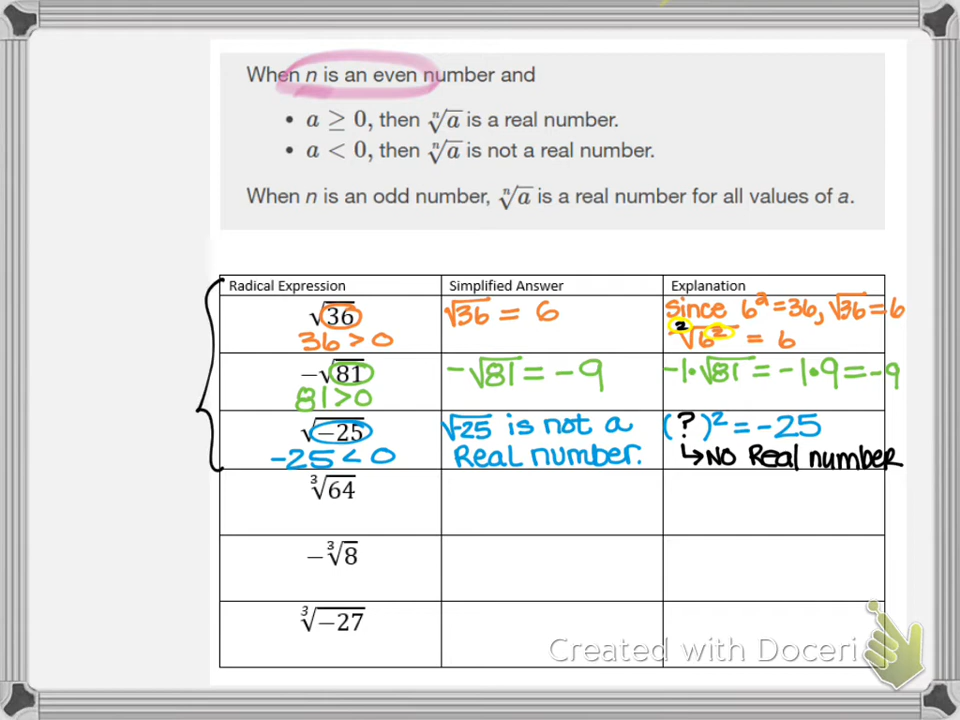 When n is an even number and
• a ≥ 0, then ⁿ√a is a real number.
• a < 0, then ⁿ√a is not a real number.
When n is an odd number, ⁿ√a is a real number for all values of a.
Radical Expression Simplified Answer Explanation
√36 √36 = 6 Since 6² = 36, √36 = 6
36 > 0 ²√6² = 6
−√81 −√81 = −9 −1•√81 = −1•9 = −9
81 > 0
√−25 √−25 is not a ( ? )² = −25
−25 < 0 Real number. ↳ No Real number
³√64
−³√8
³√−27
Created with Doceri